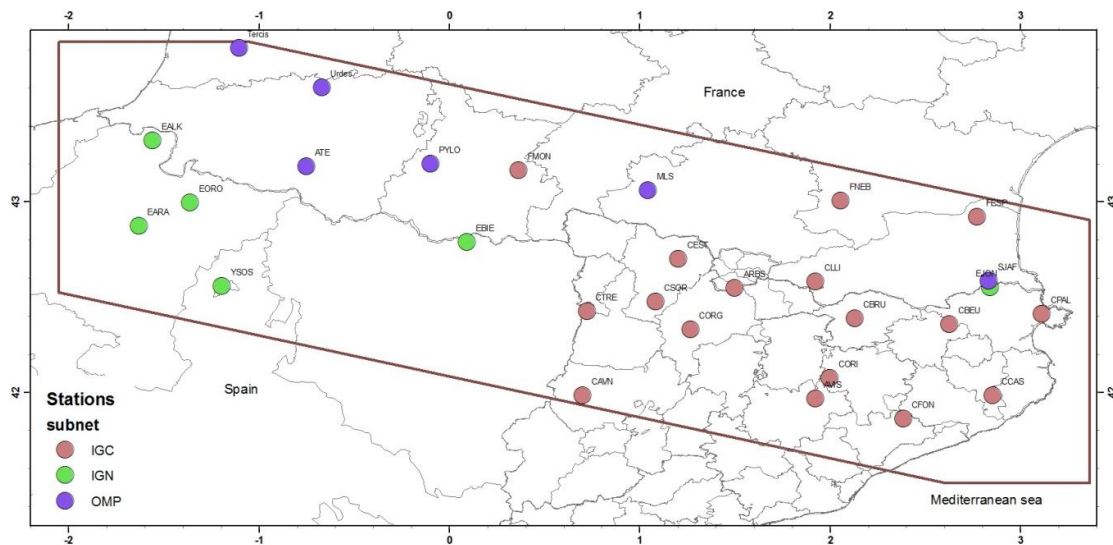 -2 -1 0 1 2 3
Tercis
Urdes
France
EALK
ATE
PYLO
FMON
MLS
FNEB
EORO
43 43
FESP
EARA
EBIE
CEST
SJAF
YSOS
CLLI
EJON
ARBS
CSOR
CTRE
CPAL
CBRU
CBEU
CORG
CORI
Spain
CAVN
AVIS
CCAS
42 42
CFON
Stations
subnet
IGC
IGN
OMP
Mediterranean sea
-2 -1 0 1 2 3